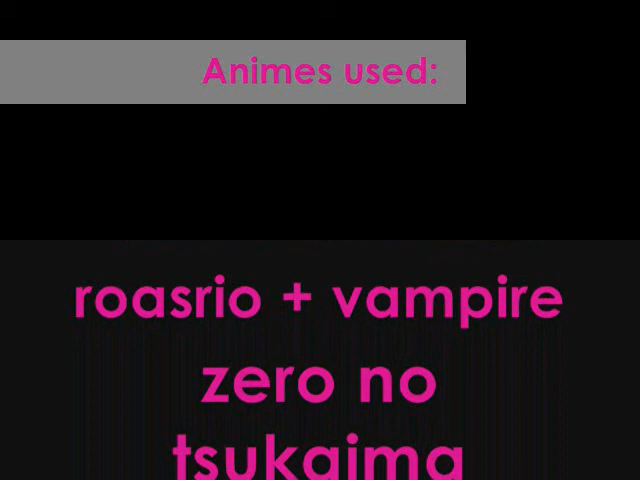 Animes used:
roasrio + vampire
zero no
tsukaima